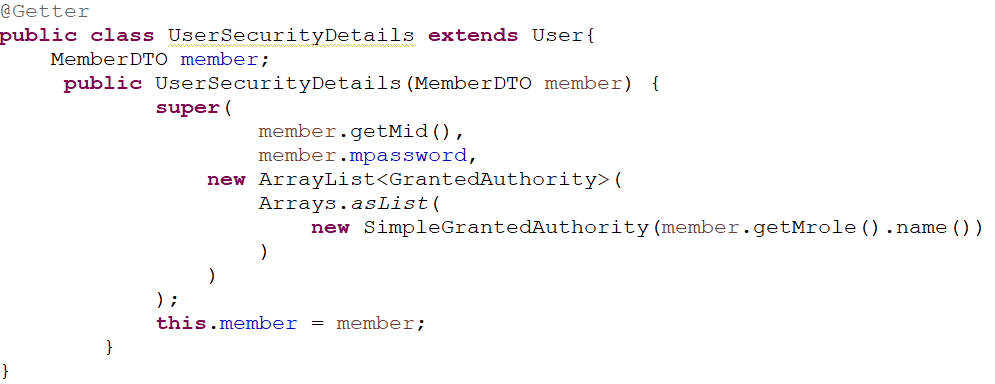 @Getter
public class UserSecurityDetails extends User{
MemberDTO member;
public UserSecurityDetails(MemberDTO member) {
super(
member.getMid(),
member.mpassword,
new ArrayList<GrantedAuthority>(
Arrays.asList(
new SimpleGrantedAuthority(member.getMrole().name())
)
)
);
this.member = member;
}
}